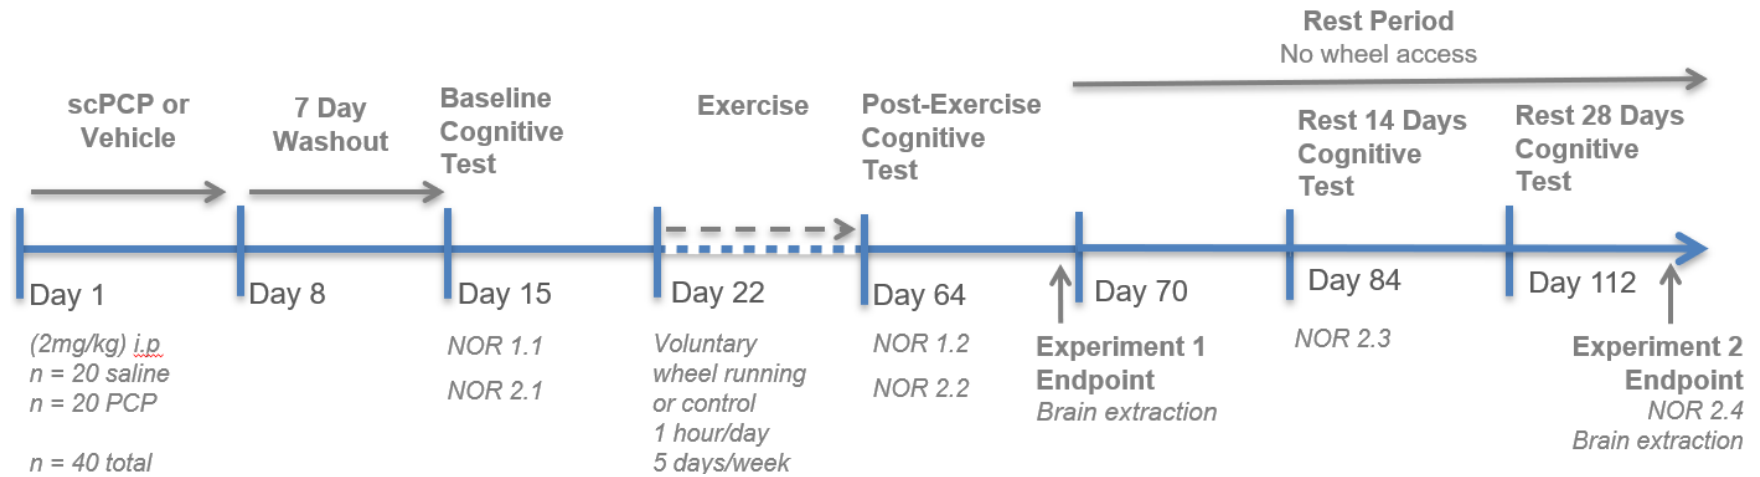 Rest Period
No wheel access
scPCP or
Vehicle
7 Day
Washout
Baseline
Cognitive
Test
Exercise
Post-Exercise
Cognitive
Test
Rest 14 Days
Cognitive
Test
Rest 28 Days
Cognitive
Test
Day 1
Day 8
Day 15
Day 22
Day 64
Day 70
Day 84
Day 112
(2mg/kg) i.p
n = 20 saline
n = 20 PCP
n = 40 total
NOR 1.1
NOR 2.1
Voluntary
wheel running
or control
1 hour/day
5 days/week
NOR 1.2
NOR 2.2
Experiment 1
Endpoint
Brain extraction
NOR 2.3
Experiment 2
Endpoint
NOR 2.4
Brain extraction